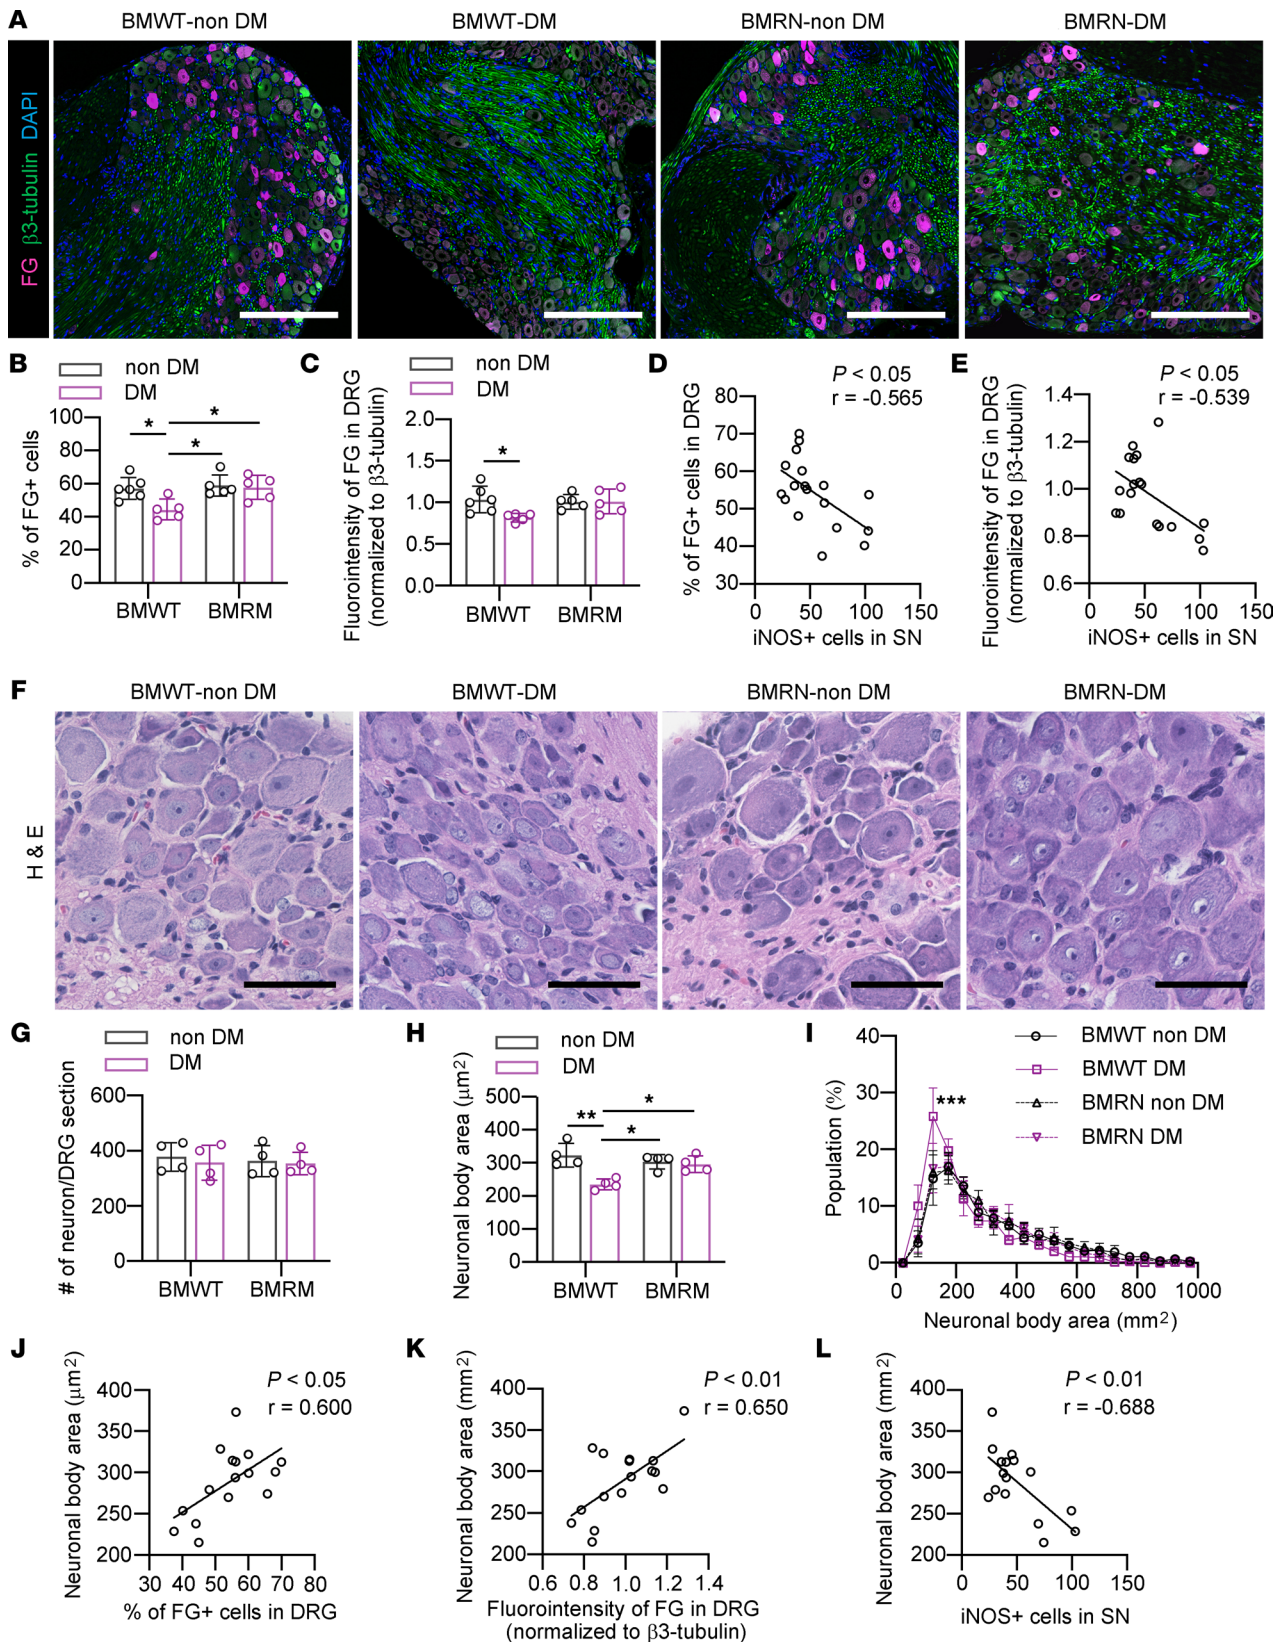 A
BMWT-non DM
BMWT-DM
BMRN-non DM
BMRN-DM
FG β3-tubulin DAPI
B
non DM
DM
% of FG+ cells
100
80
60
40
20
0
*
*
*
BMWT
BMRM
C
non DM
DM
Fluorointensity of FG in DRG
(normalized to β3-tubulin)
2.0
1.5
1.0
0.5
0.0
*
BMWT
BMRM
D
P < 0.05
r = -0.565
% of FG+ cells in DRG
80
70
60
50
40
30
0
50
100
150
iNOS+ cells in SN
E
P < 0.05
r = -0.539
Fluorointensity of FG in DRG
(normalized to β3-tubulin)
1.4
1.2
1.0
0.8
0.6
0
50
100
150
iNOS+ cells in SN
F
BMWT-non DM
BMWT-DM
BMRN-non DM
BMRN-DM
H & E
G
non DM
DM
# of neuron/DRG section
600
400
200
0
BMWT
BMRM
H
non DM
DM
Neuronal body area (μm2)
500
400
300
200
100
0
**
*
*
BMWT
BMRM
I
BMWT non DM
BMWT DM
BMRN non DM
BMRN DM
Population (%)
40
30
20
10
0
***
0
200
400
600
800
1000
Neuronal body area (mm2)
J
P < 0.05
r = 0.600
Neuronal body area (μm2)
400
350
300
250
200
30
40
50
60
70
80
% of FG+ cells in DRG
K
P < 0.01
r = 0.650
Neuronal body area (mm2)
400
350
300
250
200
0.6
0.8
1.0
1.2
1.4
Fluorointensity of FG in DRG
(normalized to β3-tubulin)
L
P < 0.01
r = -0.688
Neuronal body area (mm2)
400
350
300
250
200
0
50
100
150
iNOS+ cells in SN